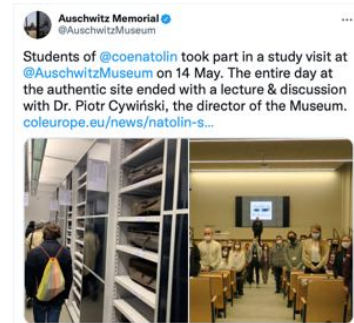 Auschwitz Memorial
@AuschwitzMuseum
Students of @coenatolin took part in a study visit at
@AuschwitzMuseum on 14 May. The entire day at
the authentic site ended with a lecture & discussion
with Dr. Piotr Cywiński, the director of the Museum.
coleurope.eu/news/natolin-s...